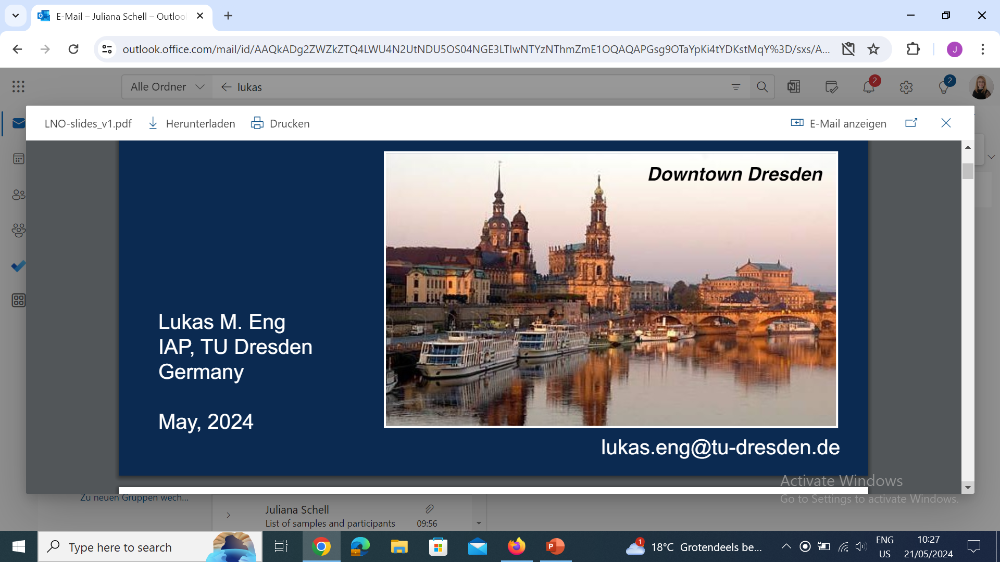 E-Mail – Juliana Schell – Outloo
outlook.office.com/mail/id/AAQkADg2ZWZkZTQ4LWU4N2UtNDU5OS04NGE3LTIwNTYzNThmZmE1OQAQAPGsg9OTaYpKi4tYDKstMqY%3D/sxs/A...
J
Alle Ordner
lukas
2
2
LNO-slides_v1.pdf
Herunterladen
Drucken
E-Mail anzeigen
Downtown Dresden
Lukas M. Eng
IAP, TU Dresden
Germany
May, 2024
lukas.eng@tu-dresden.de
Activate Windows
Go to Settings to activate Windows.
Zu neuen Gruppen wech...
Juliana Schell
List of samples and participants
09:56
Type here to search
1
18°C Grotendeels be...
ENG
US
10:27
21/05/2024